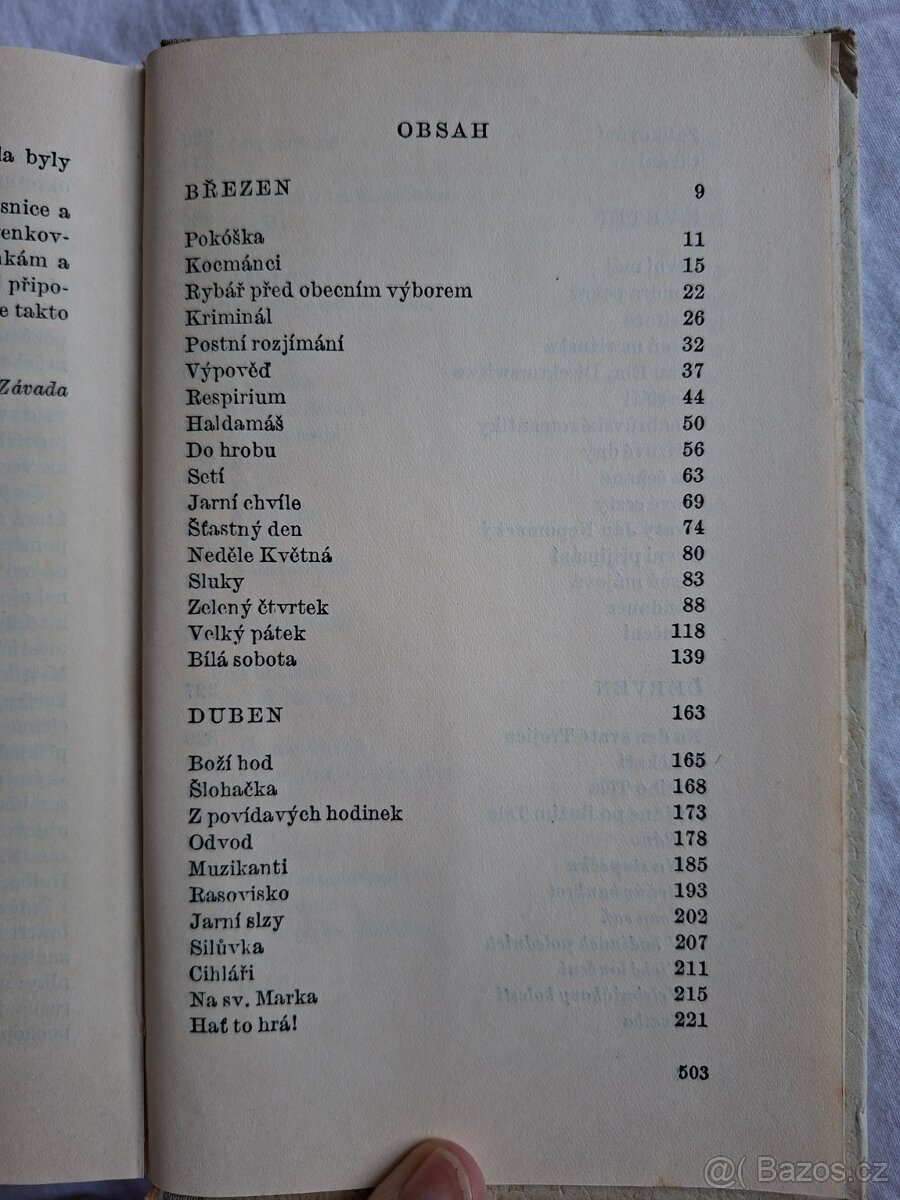 la byly
snice a
venkov-
nkám a
připo-
e takto
Závada
OBSAH
BŘEZEN 9
Pokóška 11
Kocmánci 15
Rybář před obecním výborem 22
Kriminál 26
Postní rozjímání 32
Výpověď 37
Respirium 44
Haldamáš 50
Do hrobu 56
Setí 63
Jarní chvíle 69
Šťastný den 74
Neděle Květná 80
Sluky 83
Zelený čtvrtek 88
Velký pátek 118
Bílá sobota 139
DUBEN 163
Boží hod 165
Šlohačka 168
Z povídavých hodinek 173
Odvod 178
Muzikanti 185
Rasovisko 193
Jarní slzy 202
Silůvka 207
Cihláři 211
Na sv. Marka 215
Hať to hrá! 221
503
@( Bazos.cz